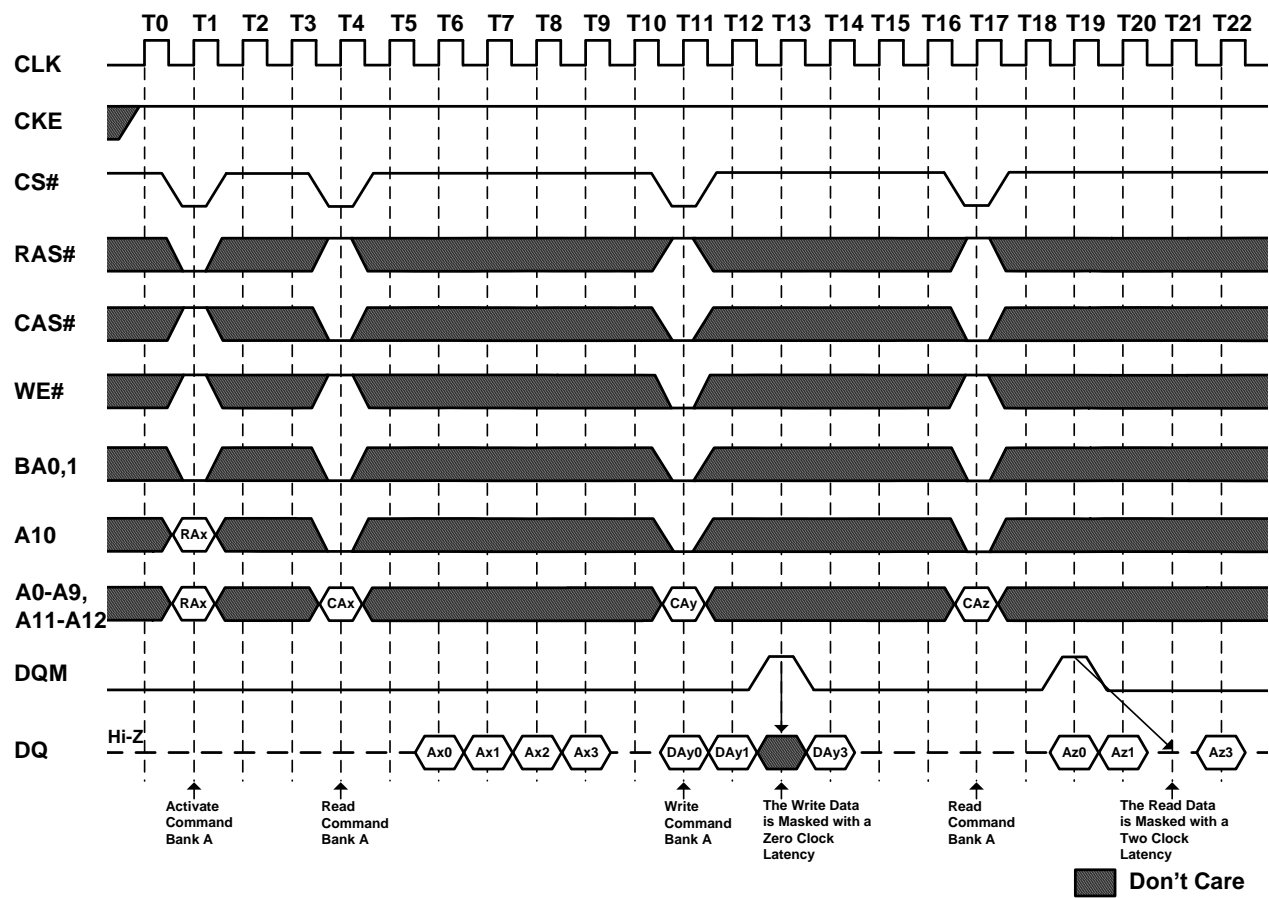 T0 T1 T2 T3 T4 T5 T6 T7 T8 T9 T10 T11 T12 T13 T14 T15 T16 T17 T18 T19 T20 T21 T22
CLK
CKE
CS#
RAS#
CAS#
WE#
BA0,1
A10 RAx
A0-A9,
A11-A12 RAx CAx CAy CAz
DQM
Hi-Z
DQ Ax0 Ax1 Ax2 Ax3 DAy0 DAy1 DAy3 Az0 Az1 Az3
Activate
Command
Bank A
Read
Command
Bank A
Write
Command
Bank A
The Write Data
is Masked with a
Zero Clock
Latency
Read
Command
Bank A
The Read Data
is Masked with a
Two Clock
Latency
Don't Care